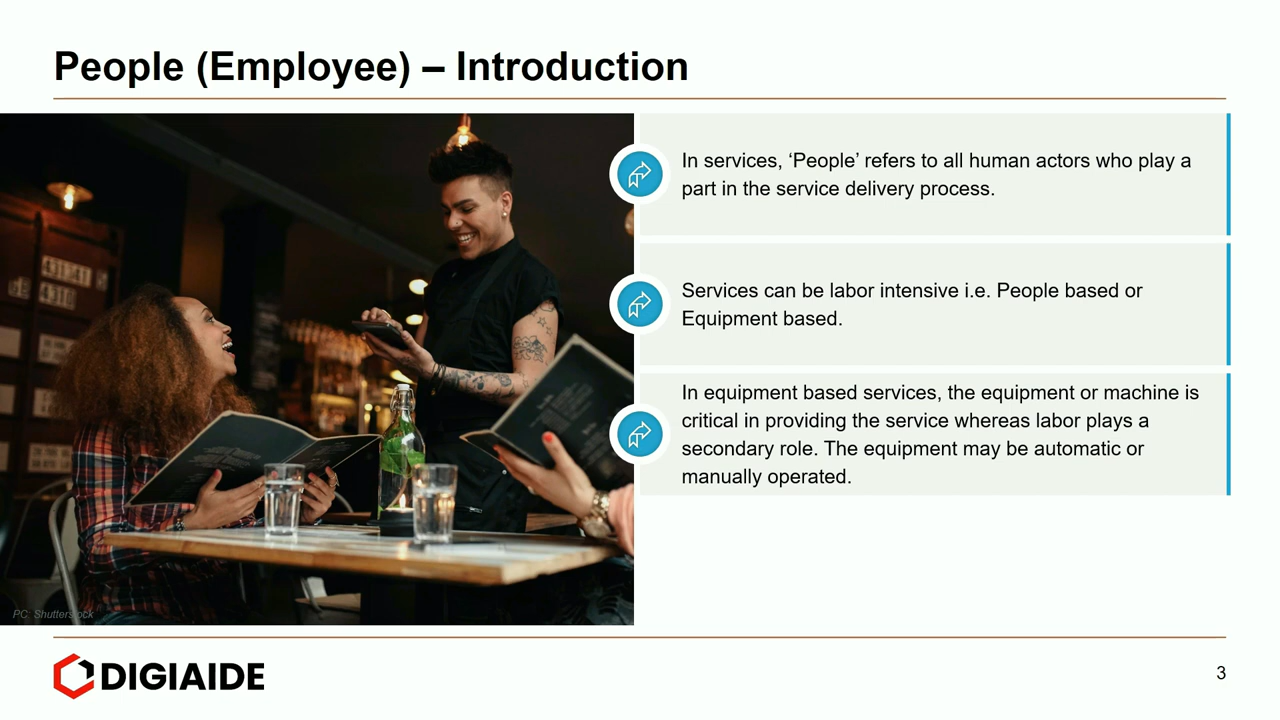 People (Employee) – Introduction
In services, ‘People’ refers to all human actors who play a
part in the service delivery process.
Services can be labor intensive i.e. People based or
Equipment based.
In equipment based services, the equipment or machine is
critical in providing the service whereas labor plays a
secondary role. The equipment may be automatic or
manually operated.
PC: Shutterstock
DIGIAIDE
3